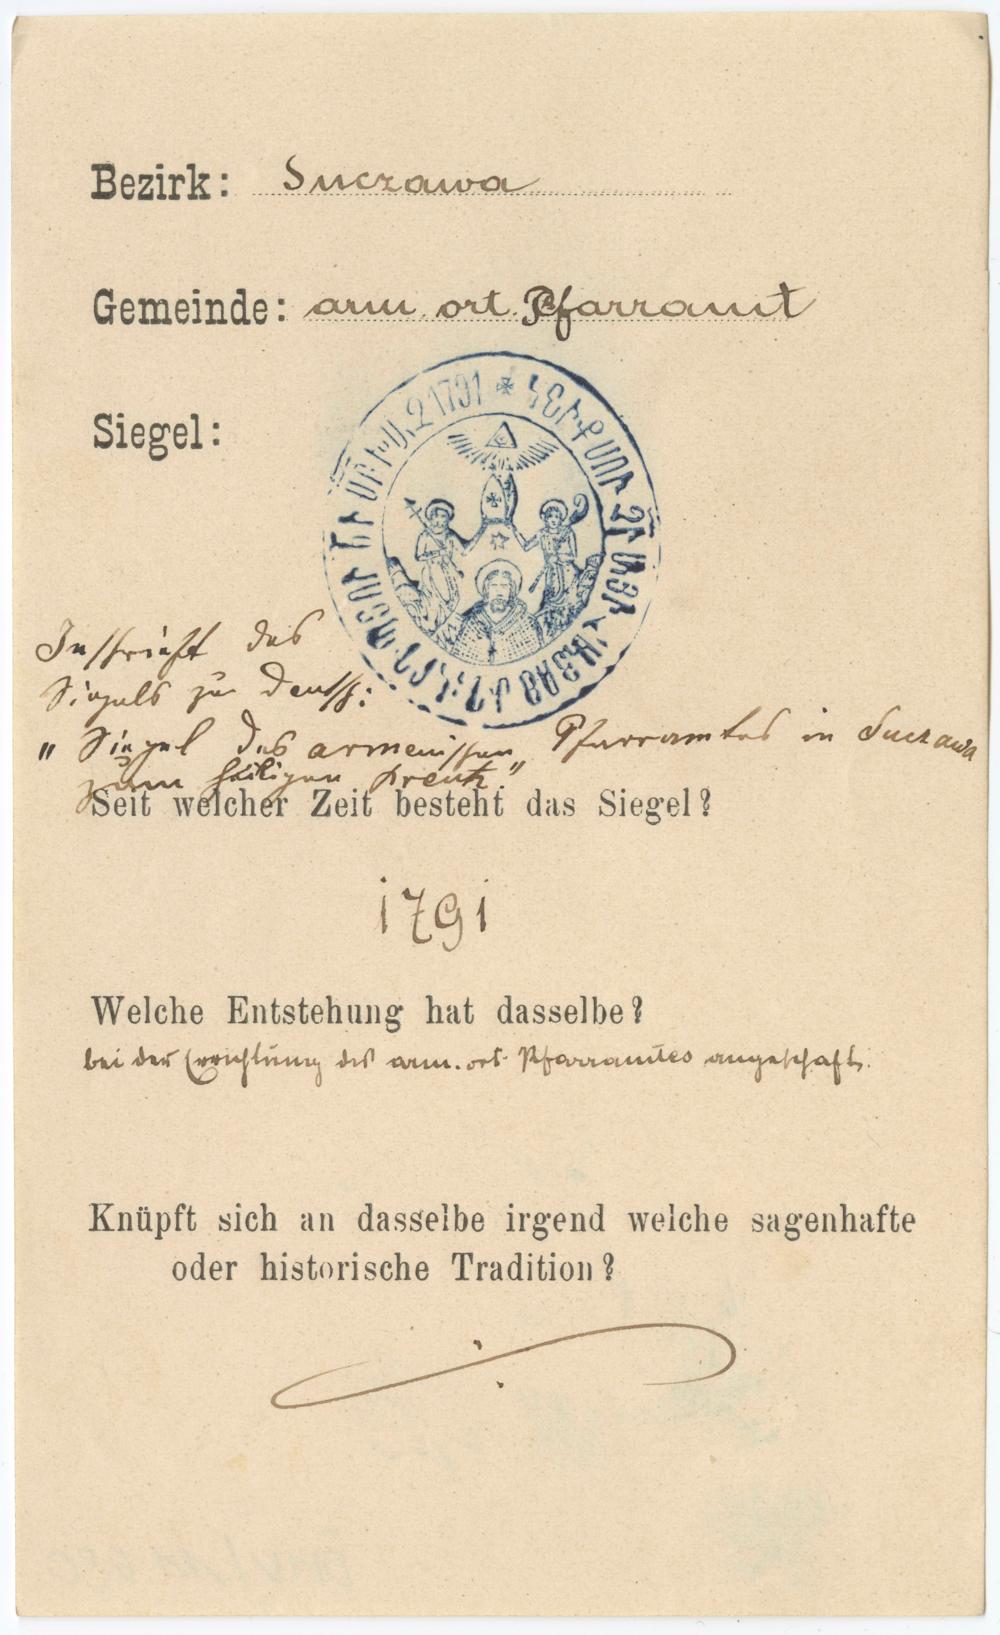 Bezirk: Suczawa
Gemeinde: arm. ort. Pfarramt
Siegel:
1791
Inschrift des
Siegels zu Deutsch:
"Siegel des armenischen Pfarramtes in Suczawa
zum heiligen Kreutz."
Seit welcher Zeit besteht das Siegel?
1791
Welche Entstehung hat dasselbe?
bei der Errichtung des arm. ort. Pfarramtes angeschafft.
Knüpft sich an dasselbe irgend welche sagenhafte
oder historische Tradition?